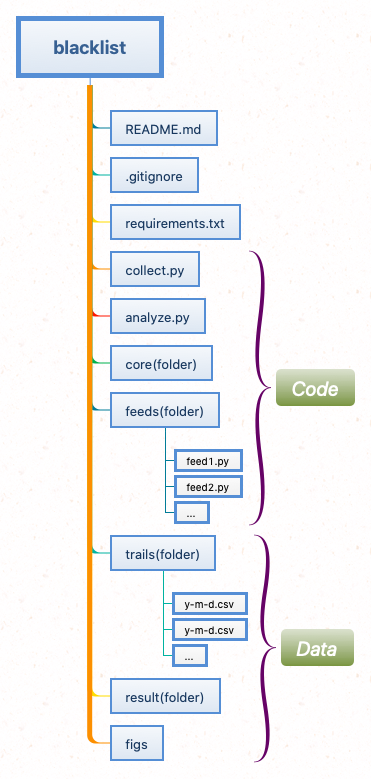 blacklist
README.md
.gitignore
requirements.txt
collect.py
analyze.py
core(folder)
Code
feeds(folder)
feed1.py
feed2.py
...
trails(folder)
y-m-d.csv
y-m-d.csv
...
Data
result(folder)
figs